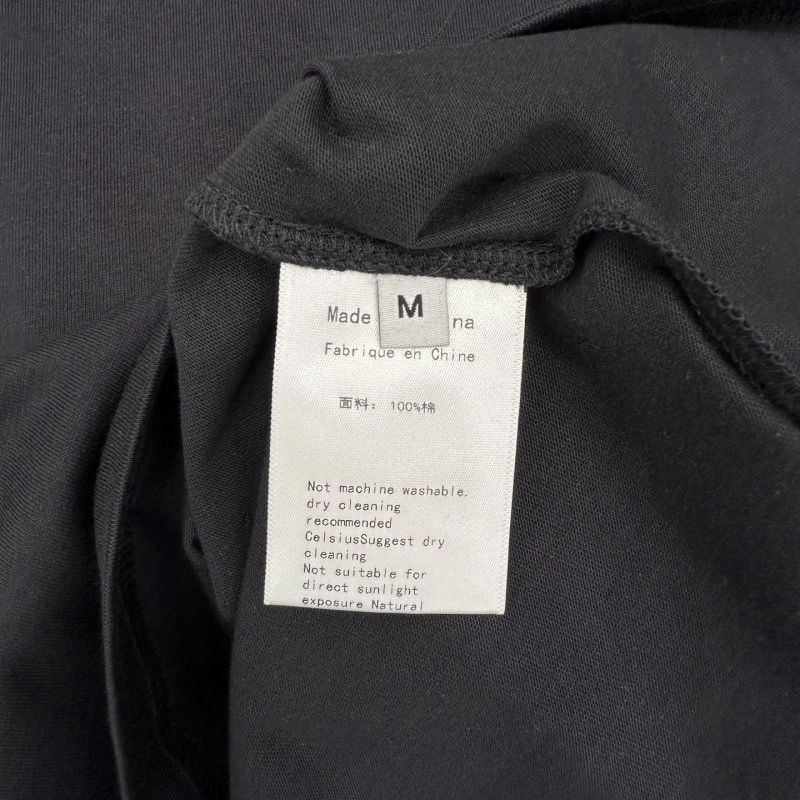 M
Made na
Fabrique en Chine
面料: 100%棉
Not machine washable.
dry cleaning
recommended
CelsiusSuggest dry
cleaning
Not suitable for
direct sunlight
exposure Natural